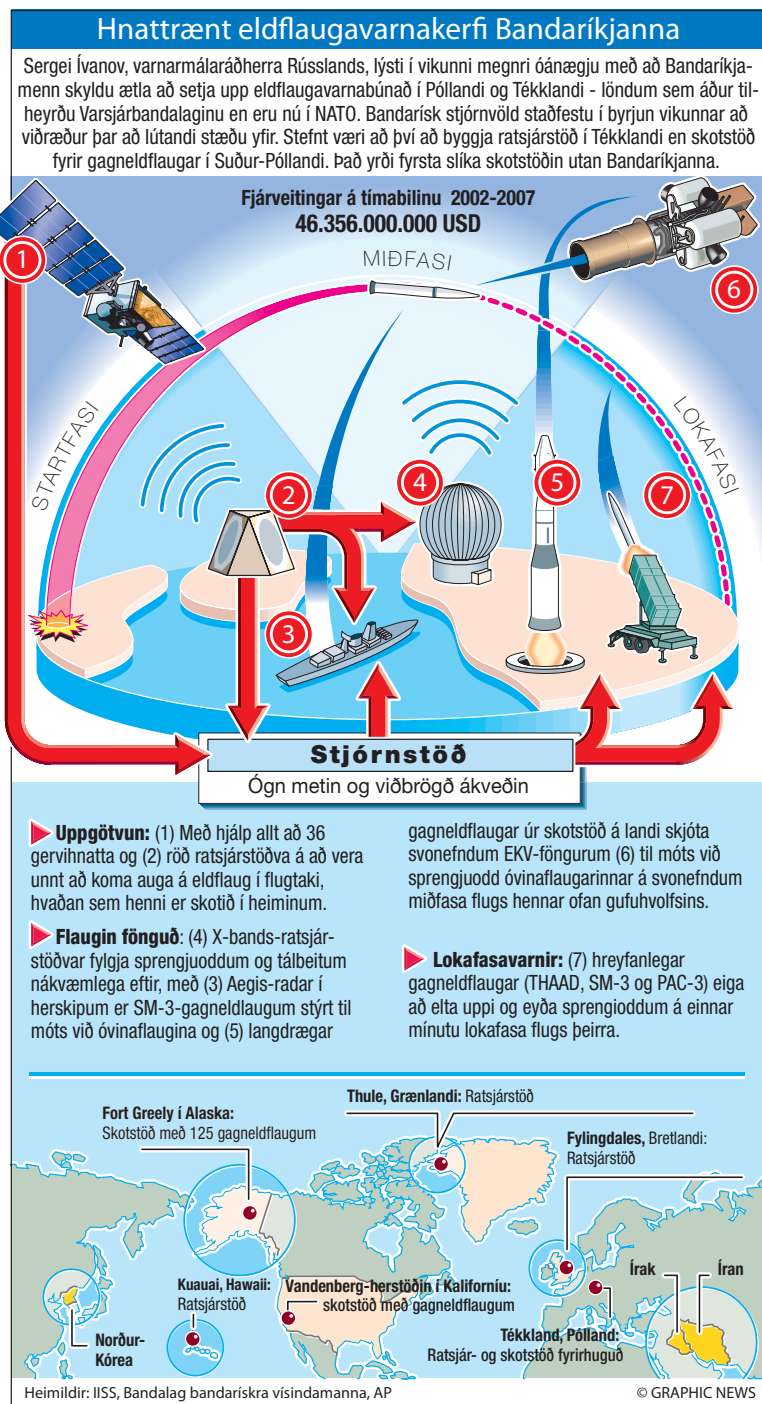 Hnattrænt eldflaugavarnakerfi Bandaríkjanna
Sergei Ívanov, varnarmálaráðherra Rússlands, lýsti í vikunni megnri óánægju með að Bandaríkja-
menn skyldu ætla að setja upp eldflaugavarnabúnað í Póllandi og Tékklandi - löndum sem áður til-
heyrðu Varsjárbandalaginu en eru nú í NATO. Bandarísk stjórnvöld staðfestu í byrjun vikunnar að
viðræður þar að lútandi stæðu yfir. Stefnt væri að því að byggja ratsjárstöð í Tékklandi en skotstöð
fyrir gagneldflaugar í Suður-Póllandi. Það yrði fyrsta slíka skotstöðin utan Bandaríkjanna.
Fjárveitingar á tímabilinu 2002-2007
46.356.000.000 USD
1
MIÐFASI
6
STARTFASI
LOKAFASI
2
4
5
7
3
Stjórnstöð
Ógn metin og viðbrögð ákveðin
Uppgötvun: (1) Með hjálp allt að 36
gervihnatta og (2) röð ratsjárstöðva á að vera
unnt að koma auga á eldflaug í flugtaki,
hvaðan sem henni er skotið í heiminum.
Flaugin fönguð: (4) X-bands-ratsjár-
stöðvar fylgja sprengjuoddum og tálbeitum
nákvæmlega eftir, með (3) Aegis-radar í
herskipum er SM-3-gagneldlaugum stýrt til
móts við óvinaflaugina og (5) langdrægar
gagneldflaugar úr skotstöð á landi skjóta
svonefndum EKV-föngurum (6) til móts við
sprengjuodd óvinaflaugarinnar á svonefndum
miðfasa flugs hennar ofan gufuhvolfsins.
Lokafasavarnir: (7) hreyfanlegar
gagneldflaugar (THAAD, SM-3 og PAC-3) eiga
að elta uppi og eyða sprengioddum á einnar
mínutu lokafasa flugs þeirra.
Thule, Grænlandi: Ratsjárstöð
Fort Greely í Alaska:
Skotstöð með 125 gagneldflaugum
Fylingdales, Bretlandi:
Ratsjárstöð
Kuauai, Hawaii:
Ratsjárstöð
Vandenberg-herstöðin í Kaliforníu:
skotstöð með gagneldflaugum
Írak
Íran
Norður-
Kórea
Tékkland, Pólland:
Ratsjár- og skotstöð fyrirhuguð
Heimildir: IISS, Bandalag bandarískra vísindamanna, AP
© GRAPHIC NEWS